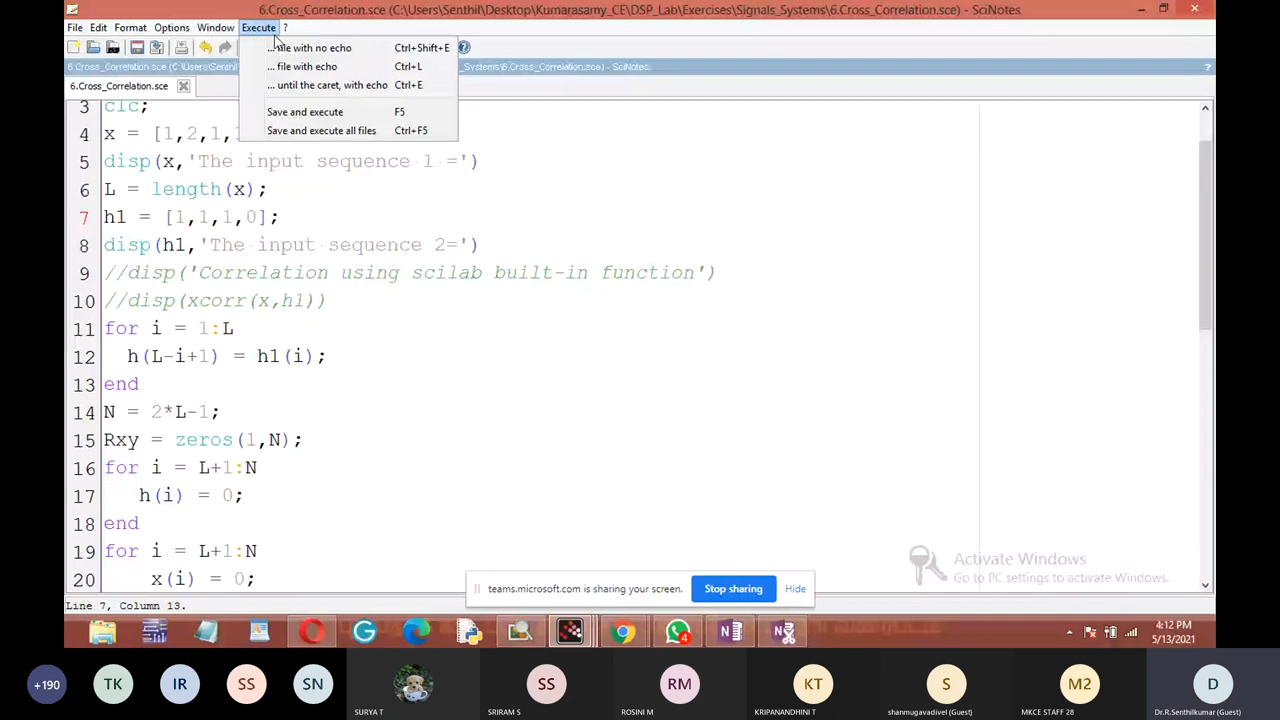 6.Cross_Correlation.sce (C:\Users\Senthil\Desktop\Kumarasamy_CE\DSP_Lab\Exercises\Signals_Systems\6.Cross_Correlation.sce) - SciNotes
File Edit Format Options Window Execute ?
... file with no echo Ctrl+Shift+E
... file with echo Ctrl+L
... until the caret, with echo Ctrl+E
Save and execute F5
Save and execute all files Ctrl+F5
6.Cross_Correlation.sce
3 clc;
4 x = [1,2,1,1
5 disp(x,'The input sequence 1 =')
6 L = length(x);
7 h1 = [1,1,1,0];
8 disp(h1,'The input sequence 2=')
9 //disp('Correlation using scilab built-in function')
10 //disp(xcorr(x,h1))
11 for i = 1:L
12 h(L-i+1) = h1(i);
13 end
14 N = 2*L-1;
15 Rxy = zeros(1,N);
16 for i = L+1:N
17 h(i) = 0;
18 end
19 for i = L+1:N
20 x(i) = 0;
Activate Windows
Go to PC settings to activate Windows.
teams.microsoft.com is sharing your screen. Stop sharing Hide
Line 7, Column 13.
4
4:12 PM
5/13/2021
+190 TK IR SS SN SS RM KT S M2 D
SURYA T SRIRAM S ROSINI M KRIPANANDHINI T shanmugavadivel (Guest) MKCE STAFF 28 Dr.R.Senthilkumar (Guest)